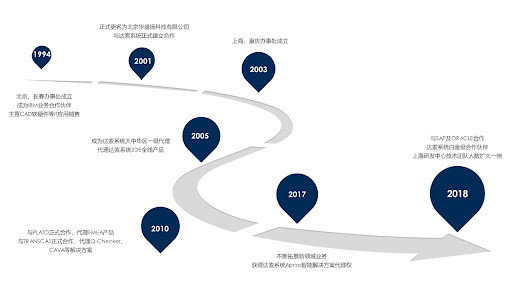 1994
北京、长春办事处成立
成为IBM业务合作伙伴
主营CAD软硬件等IT应用销售
2001
正式更名为北京华盛德科技有限公司
与达索系统正式建立合作
2003
上海、重庆办事处成立
2005
成为达索系统大中华区一级代理
代理达索系统3DE全线产品
2010
与PLATO正式合作，代理FMEA产品
与TRANSCAT正式合作，代理Q-Checker,
CAVA等解决方案
2017
不断拓展新领域业务
获得达索系统Apriso智能解决方案代理权
2018
与SAP及ORACLE合作
达索系统白金级合作伙伴
上海研发中心技术团队人数扩大一倍